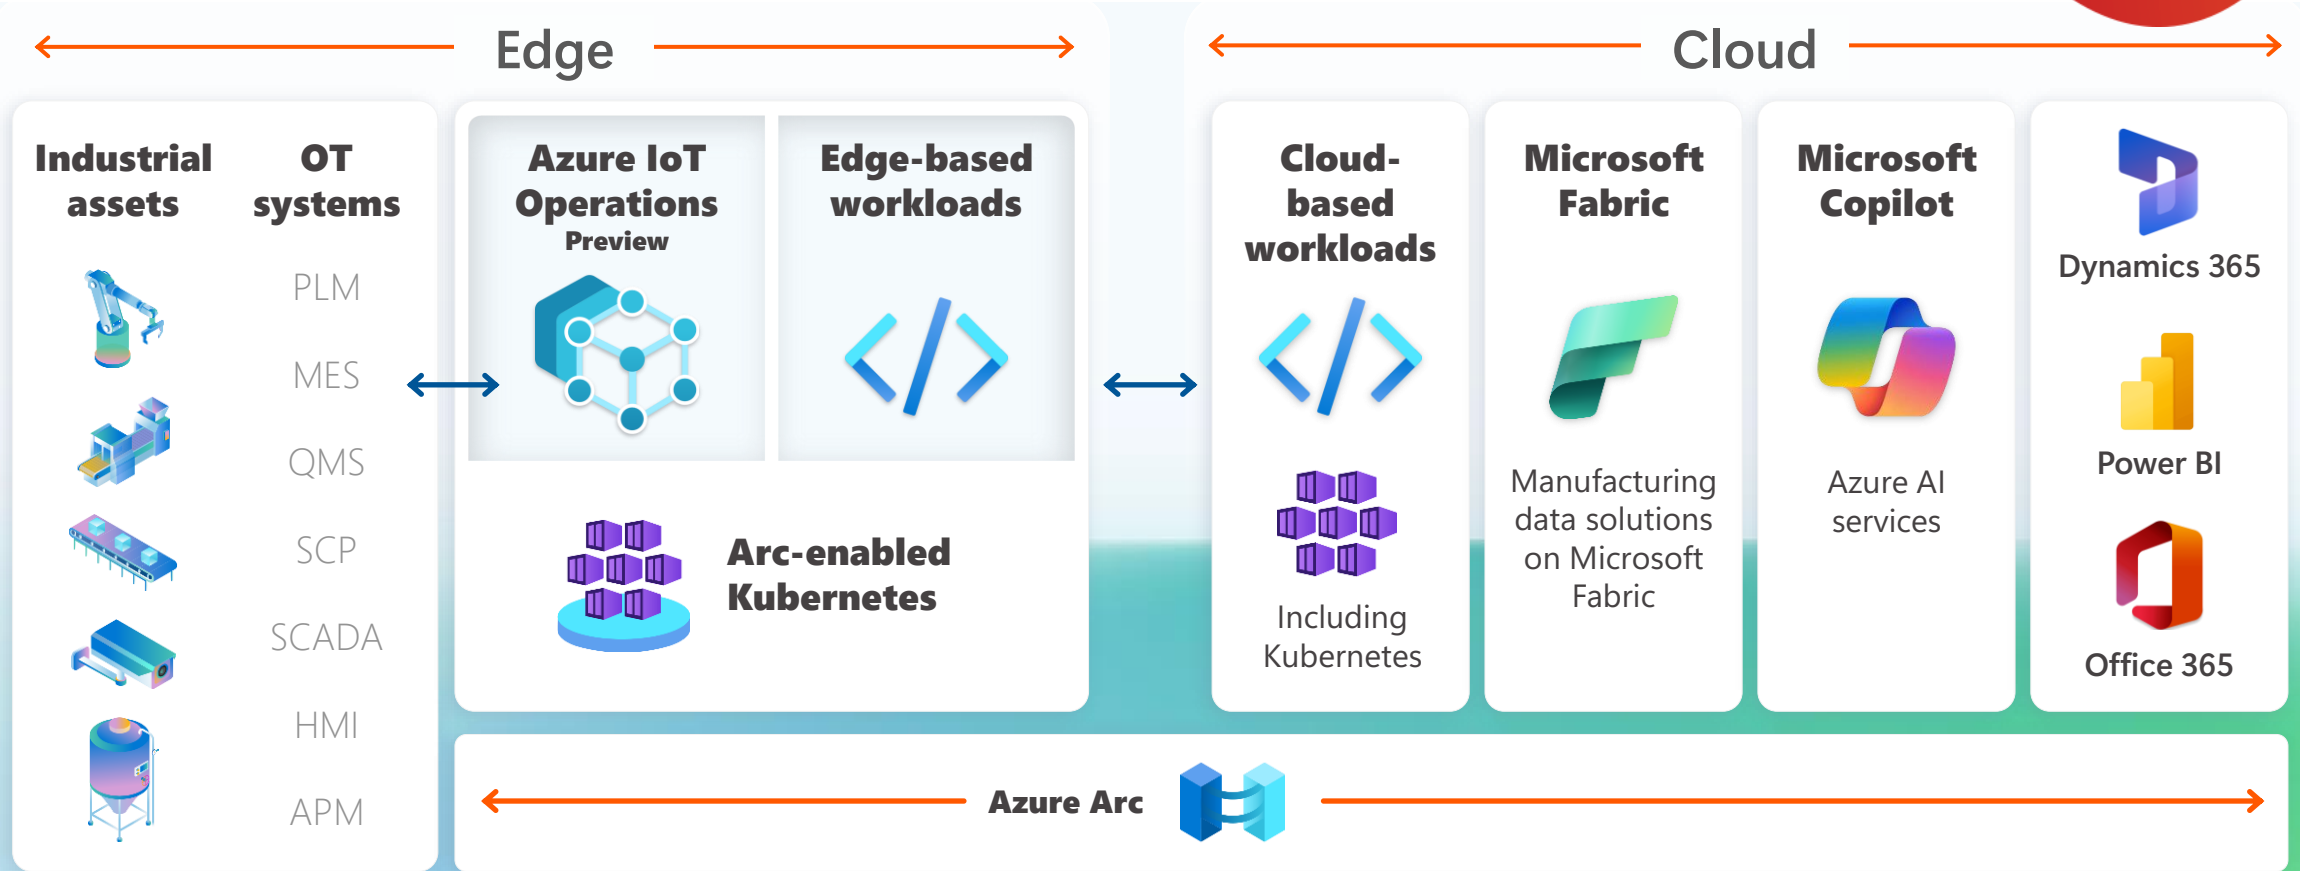 Edge
Cloud
Industrial
assets
OT
systems
PLM
MES
QMS
SCP
SCADA
HMI
APM
Azure IoT
Operations
Preview
Edge-based
workloads
Arc-enabled
Kubernetes
Cloud-
based
workloads
Including
Kubernetes
Microsoft
Fabric
Manufacturing
data solutions
on Microsoft
Fabric
Microsoft
Copilot
Azure AI
services
Dynamics 365
Power BI
Office 365
Azure Arc